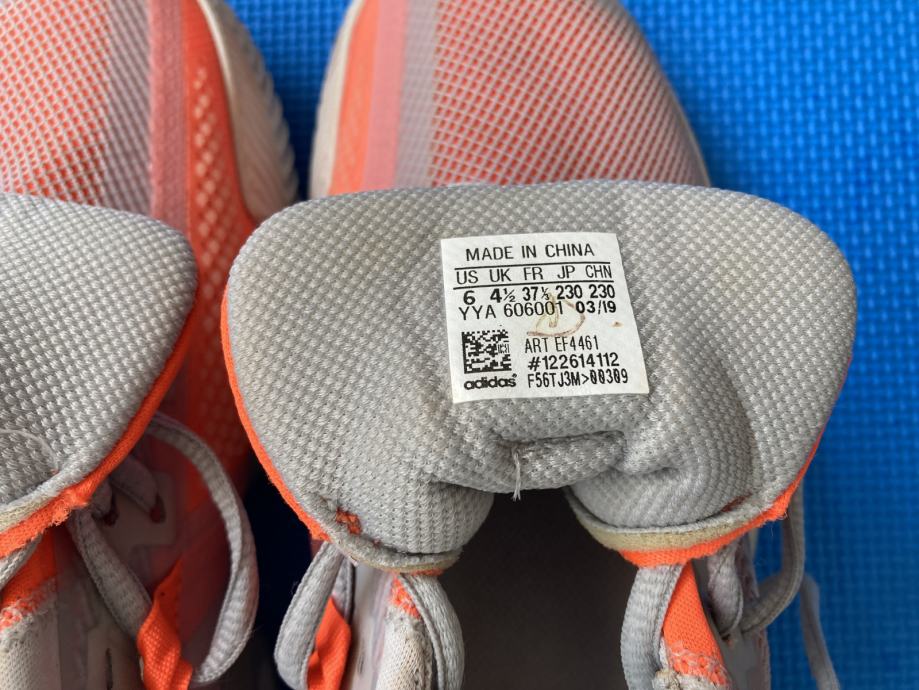 MADE IN CHINA
US UK FR JP CHN
6 4½ 37⅓ 230 230
YYA 606001 03/19
ART EF4461
#122614112
adidas® F56TJ3M>00309